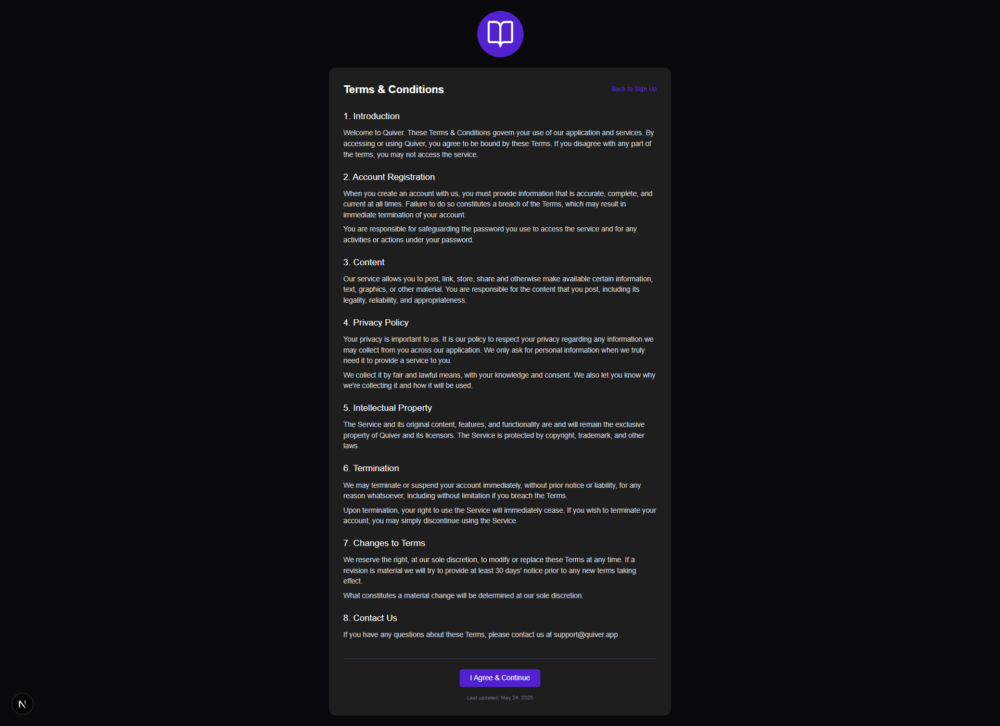 Terms & Conditions
Back to Sign Up
1. Introduction
Welcome to Quiver. These Terms & Conditions govern your use of our application and services. By
accessing or using Quiver, you agree to be bound by these Terms. If you disagree with any part of
the terms, you may not access the service.
2. Account Registration
When you create an account with us, you must provide information that is accurate, complete, and
current at all times. Failure to do so constitutes a breach of the Terms, which may result in
immediate termination of your account.
You are responsible for safeguarding the password you use to access the service and for any
activities or actions under your password.
3. Content
Our service allows you to post, link, store, share and otherwise make available certain information,
text, graphics, or other material. You are responsible for the content that you post, including its
legality, reliability, and appropriateness.
4. Privacy Policy
Your privacy is important to us. It is our policy to respect your privacy regarding any information we
may collect from you across our application. We only ask for personal information when we truly
need it to provide a service to you.
We collect it by fair and lawful means, with your knowledge and consent. We also let you know why
we're collecting it and how it will be used.
5. Intellectual Property
The Service and its original content, features, and functionality are and will remain the exclusive
property of Quiver and its licensors. The Service is protected by copyright, trademark, and other
laws.
6. Termination
We may terminate or suspend your account immediately, without prior notice or liability, for any
reason whatsoever, including without limitation if you breach the Terms.
Upon termination, your right to use the Service will immediately cease. If you wish to terminate your
account, you may simply discontinue using the Service.
7. Changes to Terms
We reserve the right, at our sole discretion, to modify or replace these Terms at any time. If a
revision is material we will try to provide at least 30 days' notice prior to any new terms taking
effect.
What constitutes a material change will be determined at our sole discretion.
8. Contact Us
If you have any questions about these Terms, please contact us at support@quiver.app
I Agree & Continue
Last updated: May 24, 2025
N